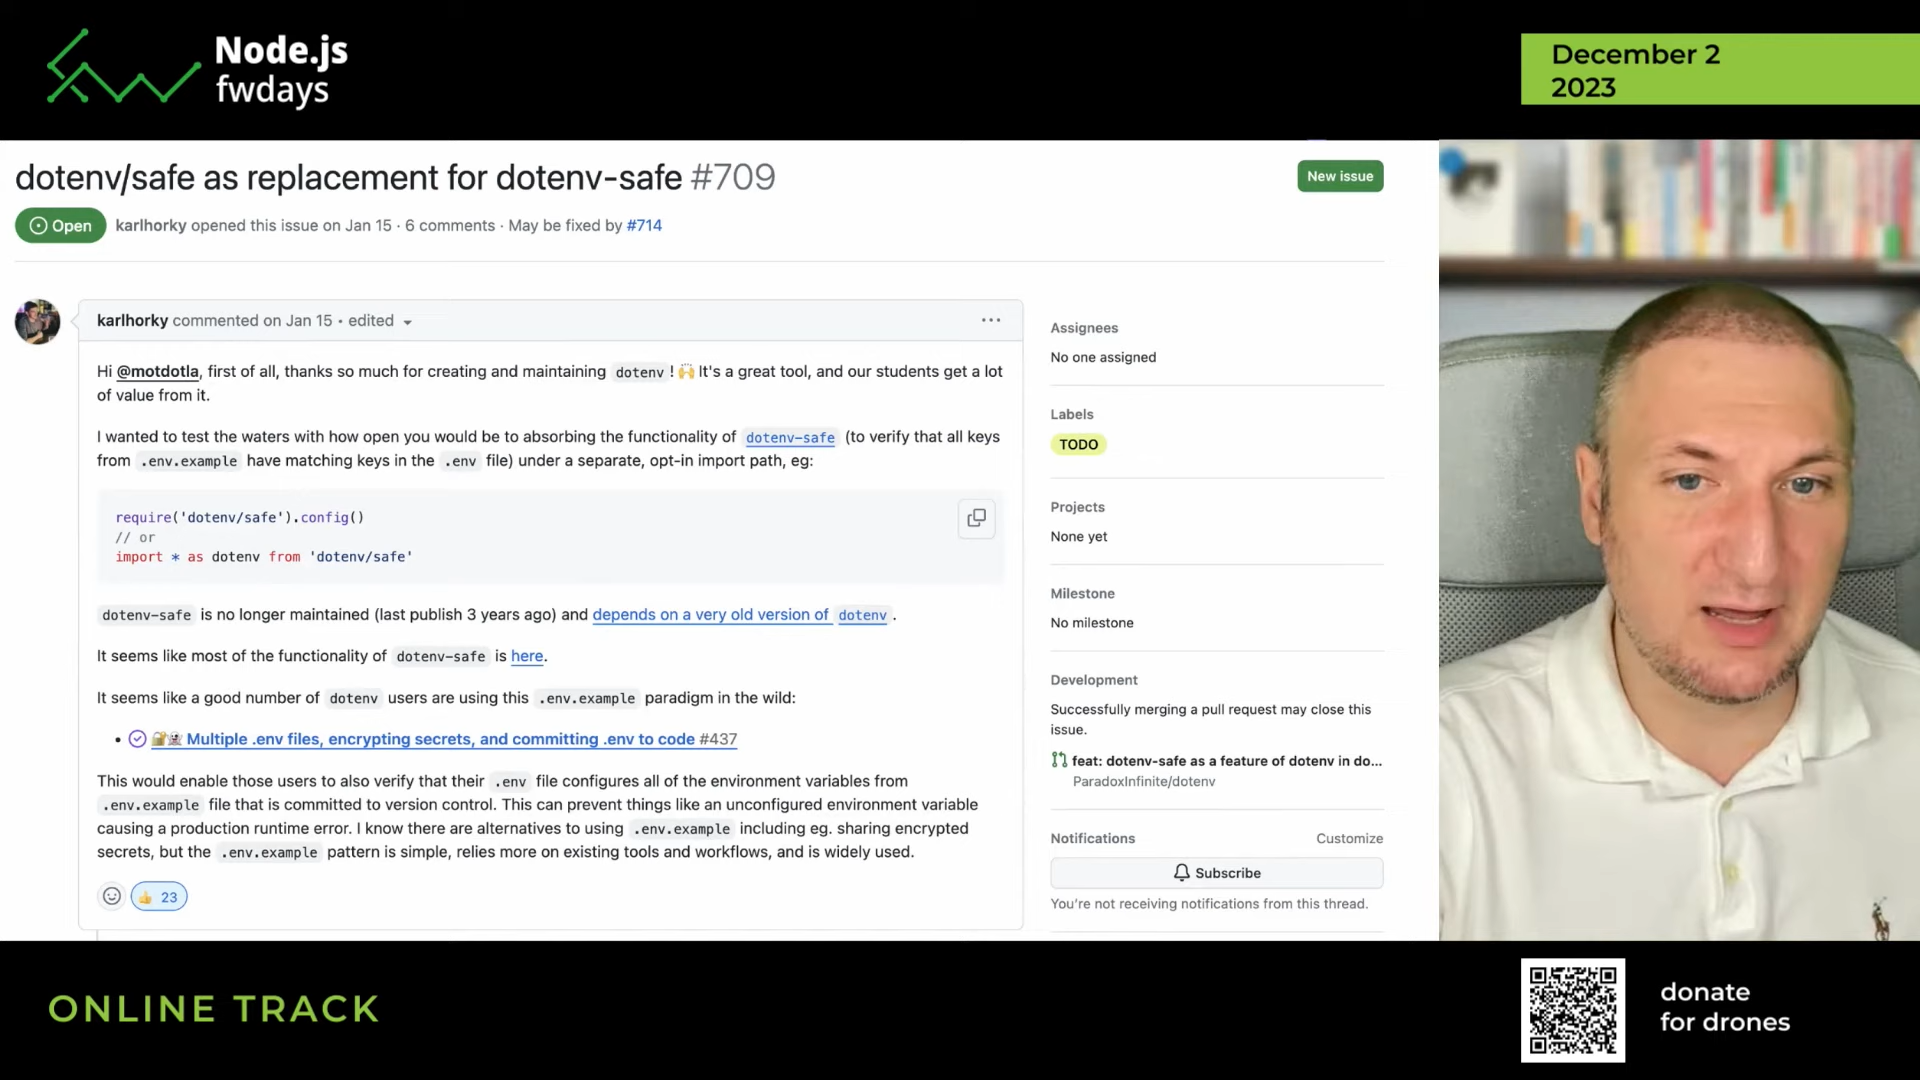 Node.js
fwdays
December 2
2023
dotenv/safe as replacement for dotenv-safe #709
New issue
Open karlhorky opened this issue on Jan 15 · 6 comments · May be fixed by #714
karlhorky commented on Jan 15 • edited
Hi @motdotla, first of all, thanks so much for creating and maintaining dotenv ! 🙌 It's a great tool, and our students get a lot
of value from it.
I wanted to test the waters with how open you would be to absorbing the functionality of dotenv-safe (to verify that all keys
from .env.example have matching keys in the .env file) under a separate, opt-in import path, eg:
require('dotenv/safe').config()
// or
import * as dotenv from 'dotenv/safe'
dotenv-safe is no longer maintained (last publish 3 years ago) and depends on a very old version of dotenv .
It seems like most of the functionality of dotenv-safe is here.
It seems like a good number of dotenv users are using this .env.example paradigm in the wild:
• Multiple .env files, encrypting secrets, and committing .env to code #437
This would enable those users to also verify that their .env file configures all of the environment variables from
.env.example file that is committed to version control. This can prevent things like an unconfigured environment variable
causing a production runtime error. I know there are alternatives to using .env.example including eg. sharing encrypted
secrets, but the .env.example pattern is simple, relies more on existing tools and workflows, and is widely used.
👍 23
Assignees
No one assigned
Labels
TODO
Projects
None yet
Milestone
No milestone
Development
Successfully merging a pull request may close this
issue.
feat: dotenv-safe as a feature of dotenv in do...
ParadoxInfinite/dotenv
Notifications Customize
Subscribe
You're not receiving notifications from this thread.
ONLINE TRACK
donate
for drones